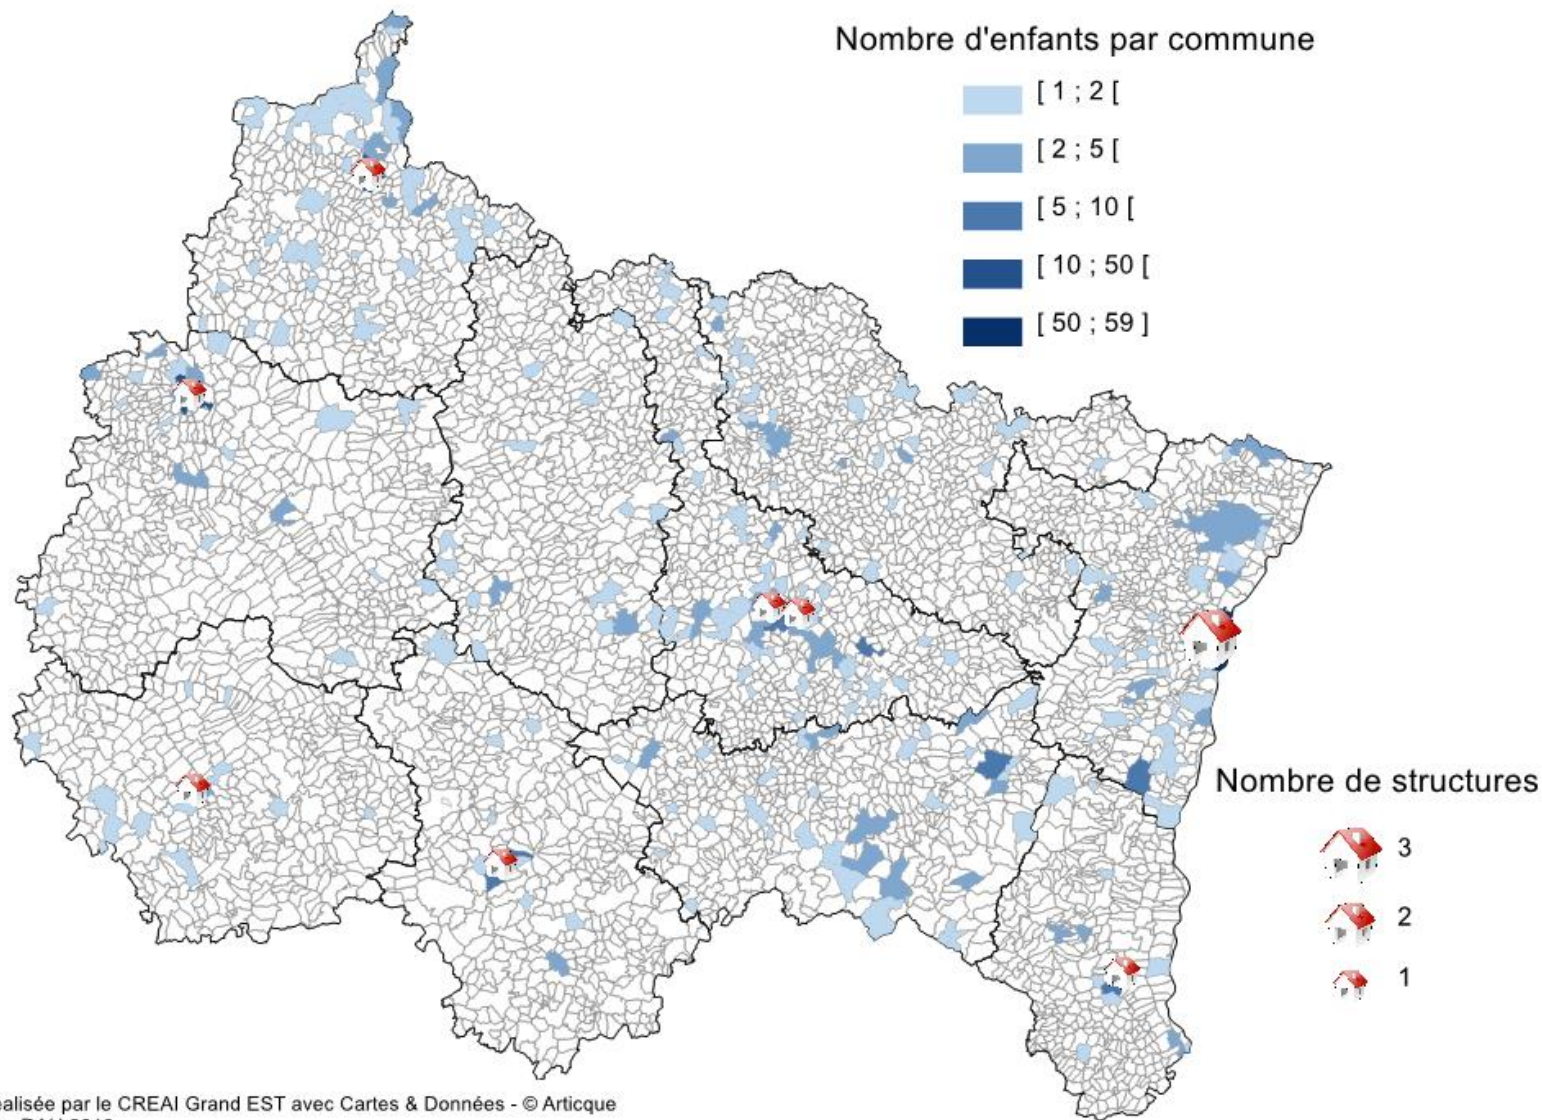 Nombre d'enfants par commune
[ 1 ; 2 [
[ 2 ; 5 [
[ 5 ; 10 [
[ 10 ; 50 [
[ 50 ; 59 ]
Nombre de structures
3
2
1
alisée par le CREAI Grand EST avec Cartes & Données - © Articque